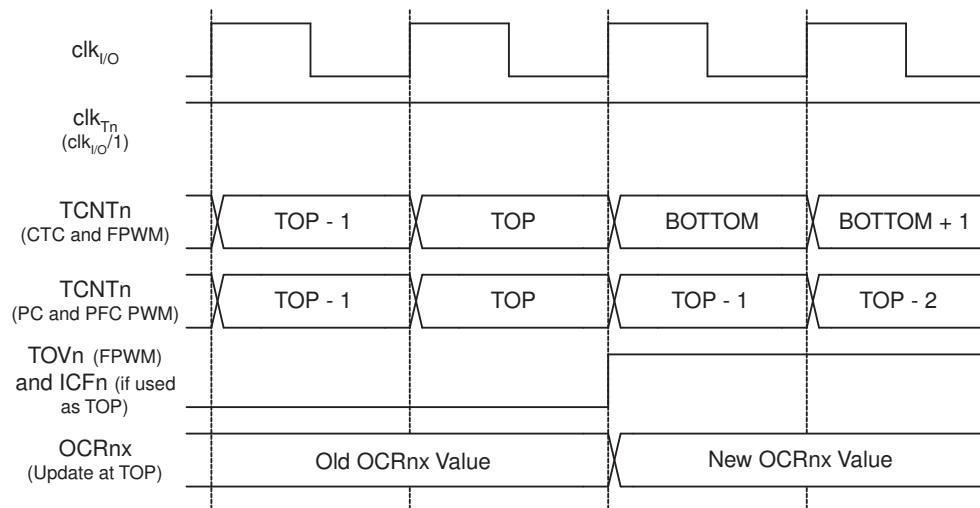 clkI/O
clkTn
(clkI/O/1)
TCNTn
(CTC and FPWM)
TOP - 1 TOP BOTTOM BOTTOM + 1
TCNTn
(PC and PFC PWM)
TOP - 1 TOP TOP - 1 TOP - 2
TOVn (FPWM)
and ICFn (if used
as TOP)
OCRnx
(Update at TOP)
Old OCRnx Value New OCRnx Value